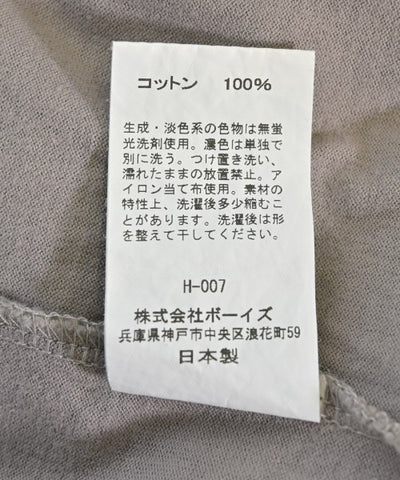 コットン 100%
生成・淡色系の色物は無蛍
光洗剤使用。濃色は単独で
別に洗う。つけ置き洗い、
濡れたままの放置禁止。ア
イロン当て布使用。素材の
特性上、洗濯後多少縮むこ
とがあります。洗濯後は形
を整えて干してください。
H-007
株式会社ボーイズ
兵庫県神戸市中央区浪花町59
日本製